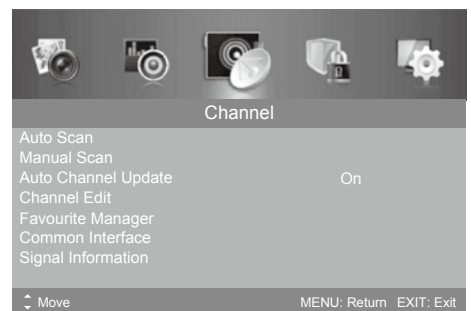 Channel
Auto Scan
Manual Scan
Auto Channel Update On
Channel Edit
Favourite Manager
Common Interface
Signal Information
Move MENU: Return EXIT: Exit